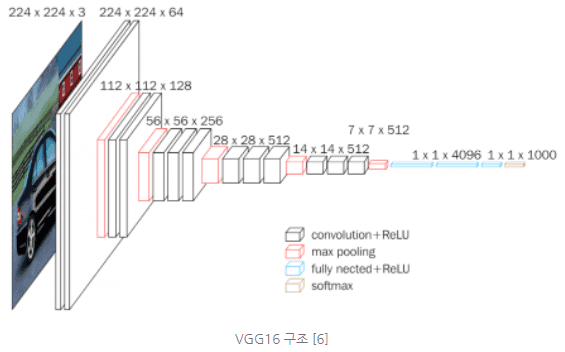 224 x 224 x 3
224 x 224 x 64
112 x 112 x 128
56 x 56 x 256
28 x 28 x 512
14 x 14 x 512
7 x 7 x 512
1 x 1 x 4096
1 x 1 x 1000
convolution+ReLU
max pooling
fully nected+ReLU
softmax
VGG16 구조 [6]